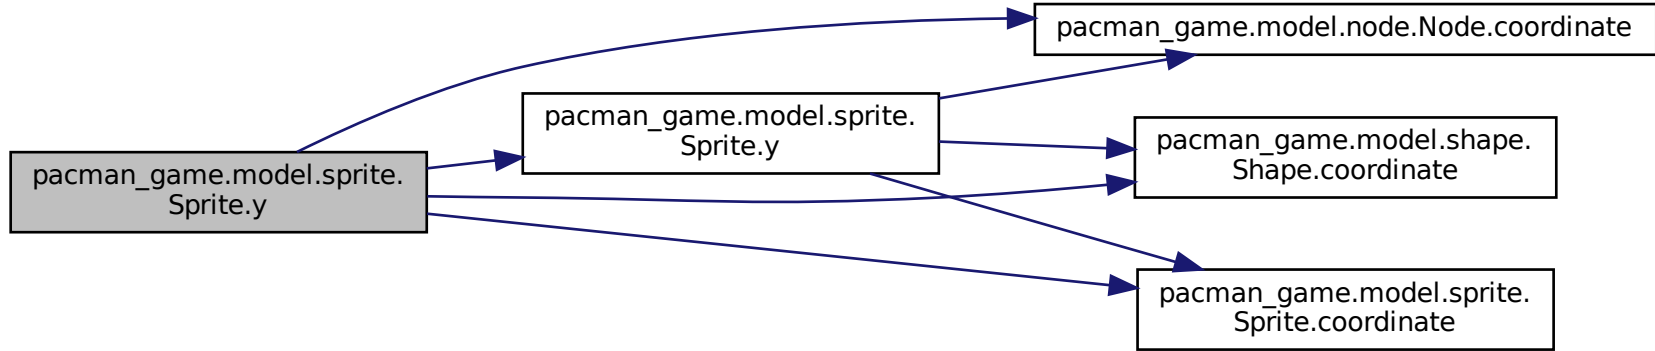 pacman_game.model.node.Node.coordinate
pacman_game.model.sprite.
Sprite.y
pacman_game.model.shape.
Shape.coordinate
pacman_game.model.sprite.
Sprite.y
pacman_game.model.sprite.
Sprite.coordinate